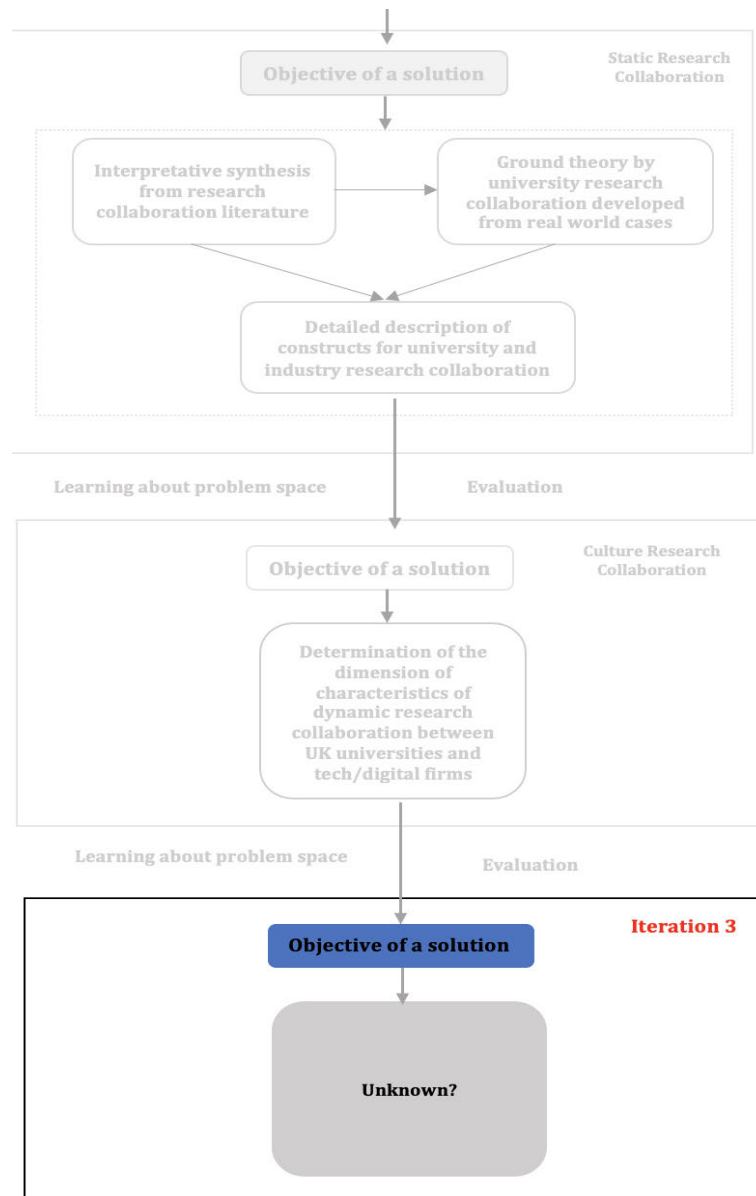 Objective of a solution
Static Research
Collaboration
Interpretative synthesis
from research
collaboration literature
Ground theory by
university research
collaboration developed
from real world cases
Detailed description of
constructs for university and
industry research collaboration
Learning about problem space
Evaluation
Objective of a solution
Culture Research
Collaboration
Determination of the
dimension of
characteristics of
dynamic research
collaboration between
UK universities and
tech/digital firms
Learning about problem space
Evaluation
Objective of a solution
Iteration 3
Unknown?